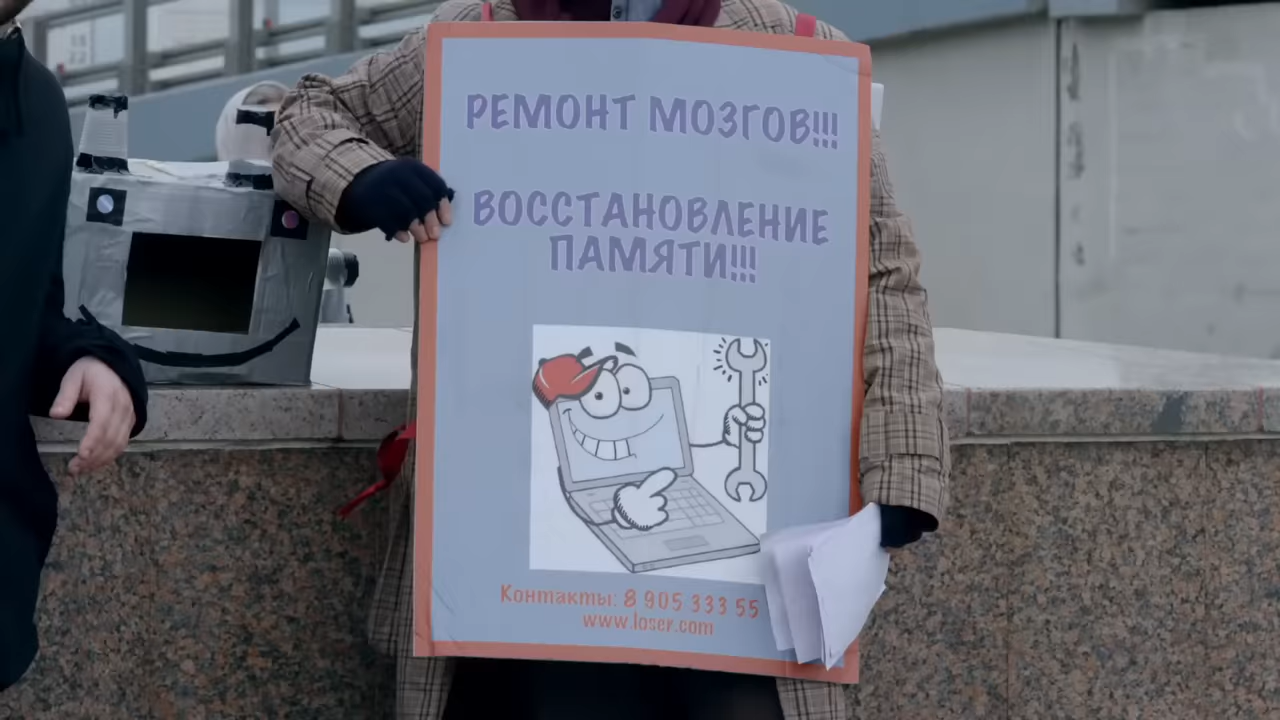 РЕМОНТ МОЗГОВ!!!
ВОССТАНОВЛЕНИЕ
ПАМЯТИ!!!
Контакты: 8 905 333 55
www.loser.com